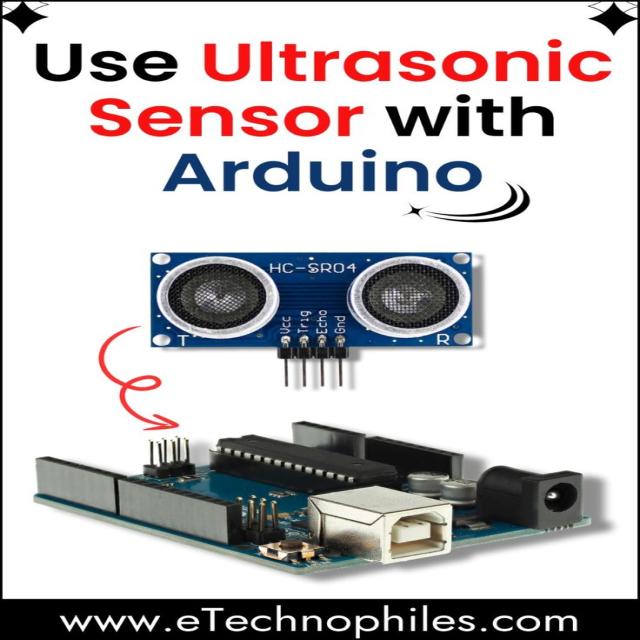 Use Ultrasonic
Sensor with
Arduino
HC-SR04
Vcc
Trig
Echo
Gnd
T
R
www.eTechnophiles.com